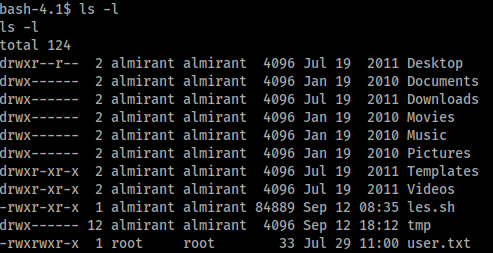 bash-4.1$ ls -l
ls -l
total 124
drwxr--r--  2 almirant almirant  4096 Jul 19  2011 Desktop
drwx------  2 almirant almirant  4096 Jan 19  2010 Documents
drwxr-xr-x  2 almirant almirant  4096 Jul 19  2011 Downloads
drwx------  2 almirant almirant  4096 Jan 19  2010 Movies
drwx------  2 almirant almirant  4096 Jan 19  2010 Music
drwx------  2 almirant almirant  4096 Jan 19  2010 Pictures
drwxr-xr-x  2 almirant almirant  4096 Jul 19  2011 Templates
drwxr-xr-x  2 almirant almirant  4096 Jul 19  2011 Videos
-rwxr-xr-x  1 almirant almirant 84889 Sep 12 08:35 les.sh
drwx------ 12 almirant almirant  4096 Sep 12 18:12 tmp
-rwxrwxr-x  1 root     root        33 Jul 29 11:00 user.txt